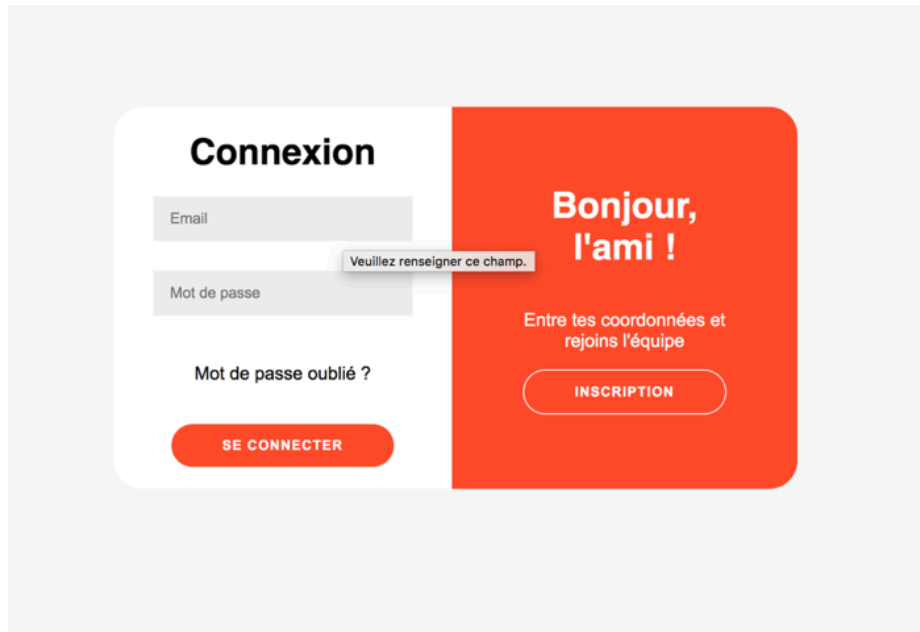 Connexion
Email
Veuillez renseigner ce champ.
Mot de passe
Mot de passe oublié ?
SE CONNECTER
Bonjour,
l'ami !
Entre tes coordonnées et
rejoins l'équipe
INSCRIPTION